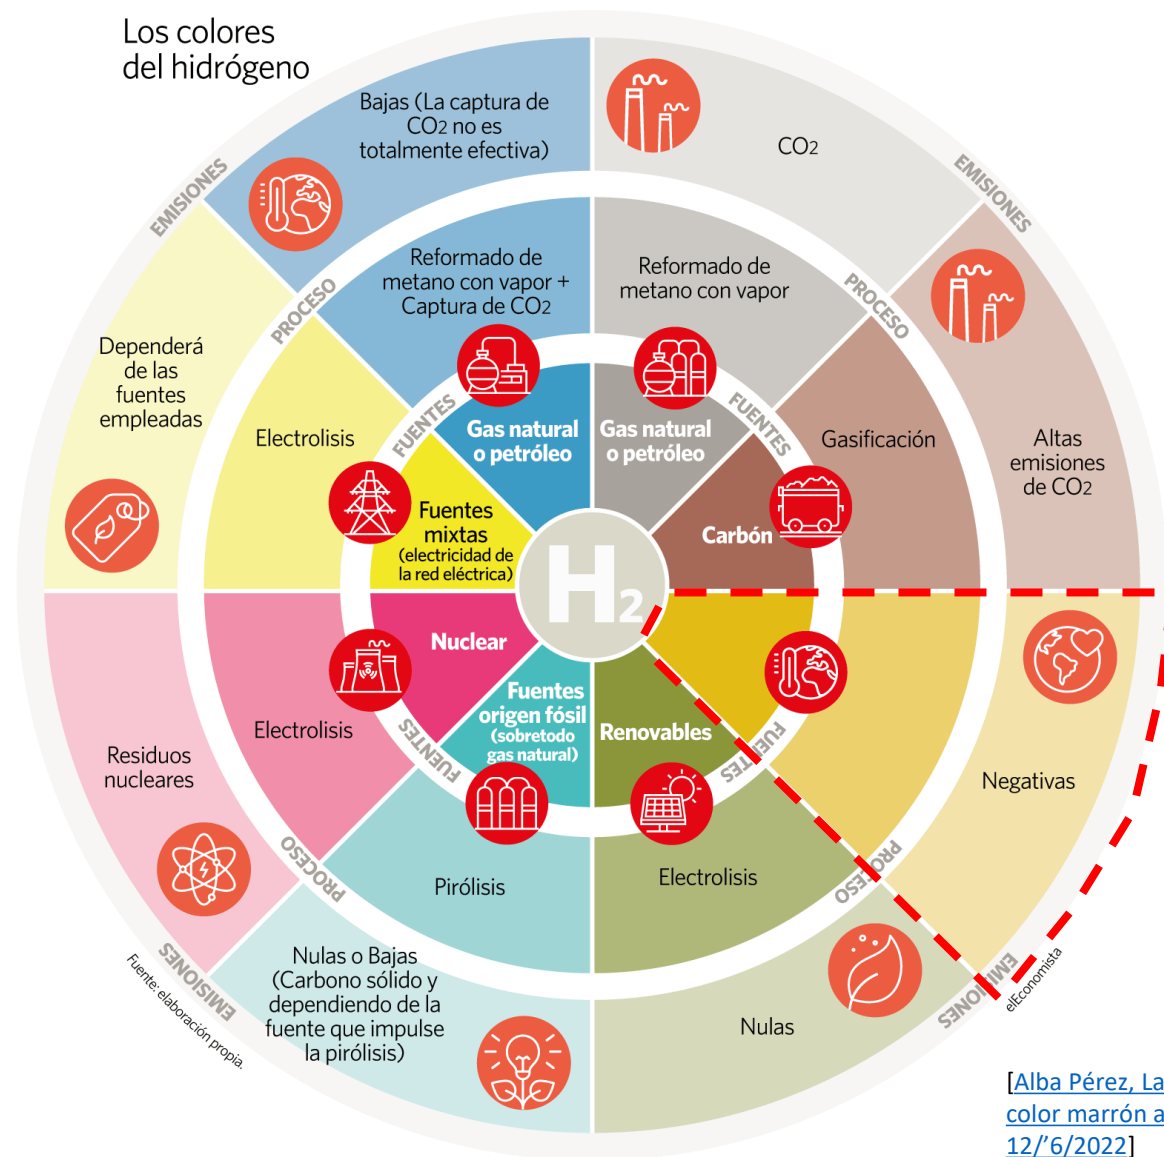 Los colores
del hidrógeno
EMISIONES
Bajas (La captura de
CO2 no es
totalmente efectiva)
CO2
EMISIONES
PROCESO
Reformado de
metano con vapor +
Captura de CO2
Reformado de
metano con vapor
PROCESO
Dependerá
de las
fuentes
empleadas
Electrolisis
FUENTES
Gas natural
o petróleo
Gas natural
o petróleo
FUENTES
Gasificación
Altas
emisiones
de CO2
Fuentes
mixtas
(electricidad de
la red eléctrica)
Carbón
H2
Nuclear
Electrolisis
Fuentes
origen fósil
(sobretodo
gas natural)
Renovables
FUENTES
FUENTES
Residuos
nucleares
Negativas
Pirólisis
Electrolisis
PROCESO
PROCESO
EMISIONES
Nulas o Bajas
(Carbono sólido y
dependiendo de la
fuente que impulse
la pirólisis)
Nulas
EMISIONES
Fuente: elaboración propia.
elEconomista
[Alba Pérez, La
color marrón a
12/'6/2022]